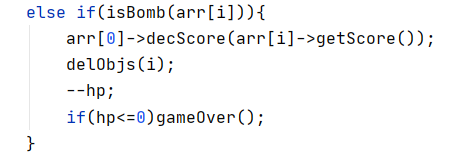 else if(isBomb(arr[i])){
    arr[0]->decScore(arr[i]->getScore());
    delObjs(i);
    --hp;
    if(hp<=0)gameOver();
}